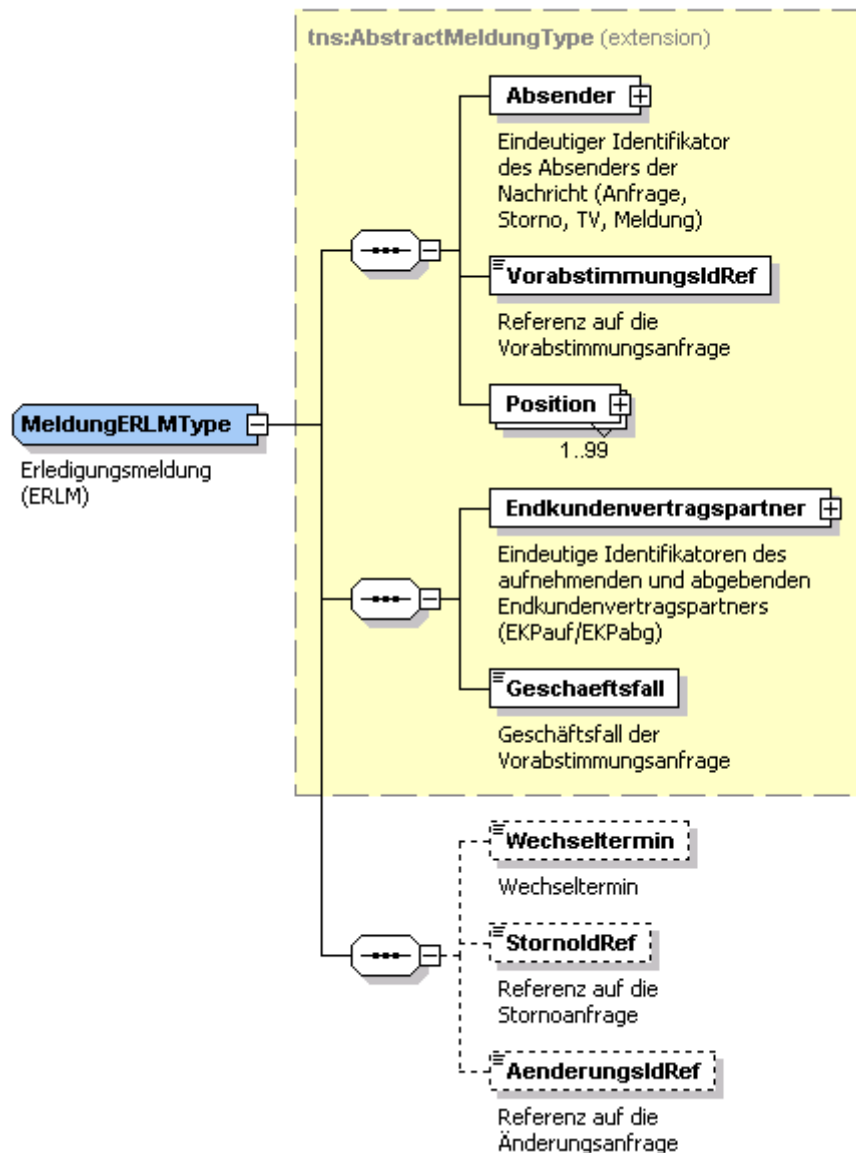 tns:AbstractMeldungType (extension)
Absender
Eindeutiger Identifikator
des Absenders der
Nachricht (Anfrage,
Storno, TV, Meldung)
VorabstimmungsIdRef
Referenz auf die
Vorabstimmungsanfrage
Position
1..99
MeldungERLMType
Erledigungsmeldung
(ERLM)
Endkundenvertragspartner
Eindeutige Identifikatoren des
aufnehmenden und abgebenden
Endkundenvertragspartners
(EKPauf/EKPabg)
Geschaeftsfall
Geschäftsfall der
Vorabstimmungsanfrage
Wechseltermin
Wechseltermin
StornoIdRef
Referenz auf die
Stornoanfrage
AenderungsIdRef
Referenz auf die
Änderungsanfrage